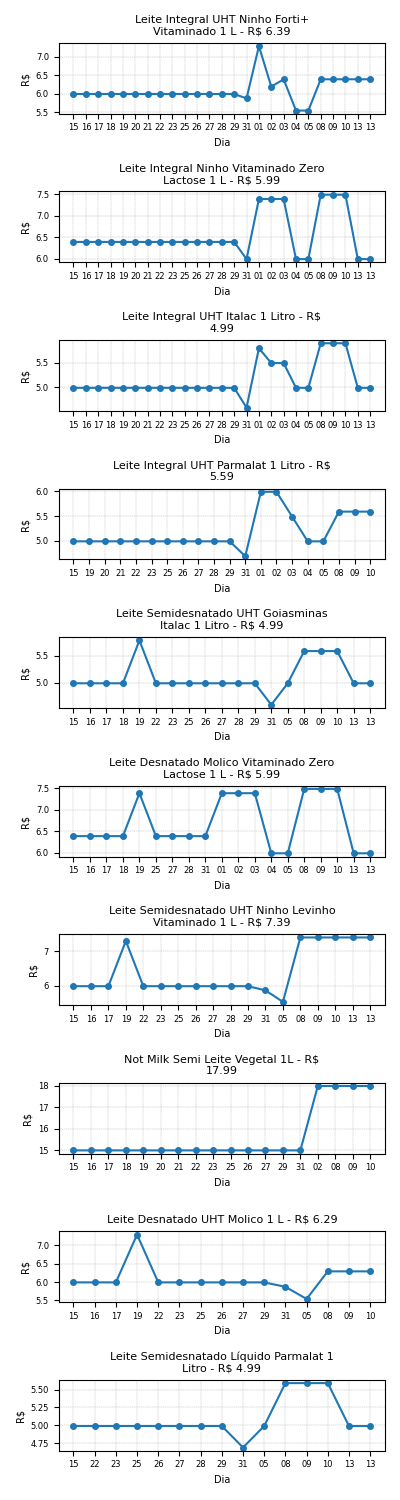 Leite Integral UHT Ninho Forti+
Vitaminado 1 L - R$ 6.39
7.0
6.5
6.0
5.5
R$
15 16 17 18 19 20 21 22 23 24 25 26 27 28 29 31 01 02 03 04 05 08 09 10 13 13
Dia
Leite Integral Ninho Vitaminado Zero
Lactose 1 L - R$ 5.99
7.5
7.0
6.5
6.0
R$
15 16 17 18 19 20 21 22 23 24 25 26 27 28 29 31 01 02 03 04 05 08 09 10 13 13
Dia
Leite Integral UHT Italac 1 Litro - R$
4.99
5.5
5.0
R$
15 16 17 18 19 20 21 22 23 24 25 26 27 28 29 31 01 02 03 04 05 08 09 10 13 13
Dia
Leite Integral UHT Parmalat 1 Litro - R$
5.59
6.0
5.5
5.0
R$
15 19 20 21 22 23 25 26 27 28 29 31 01 02 03 04 05 08 09 10
Dia
Leite Semidesnatado UHT Goiasminas
Italac 1 Litro - R$ 4.99
5.5
5.0
R$
15 16 17 18 19 22 23 25 26 27 28 29 31 05 08 09 10 13 13
Dia
Leite Desnatado Molico Vitaminado Zero
Lactose 1 L - R$ 5.99
7.5
7.0
6.5
6.0
R$
15 16 17 18 19 25 27 28 31 01 02 03 04 05 08 09 10 13 13
Dia
Leite Semidesnatado UHT Ninho Levinho
Vitaminado 1 L - R$ 7.39
7
6
R$
15 16 17 19 22 23 25 26 27 28 29 31 05 08 09 10 13 13
Dia
Not Milk Semi Leite Vegetal 1L - R$
17.99
18
17
16
15
R$
15 16 17 18 19 20 21 22 23 25 26 27 29 31 02 08 09 10
Dia
Leite Desnatado UHT Molico 1 L - R$ 6.29
7.0
6.5
6.0
5.5
R$
15 16 17 19 22 23 25 26 27 29 31 05 08 09 10
Dia
Leite Semidesnatado Líquido Parmalat 1
Litro - R$ 4.99
5.50
5.25
5.00
4.75
R$
15 22 23 25 26 27 28 29 31 05 08 09 10 13 13
Dia